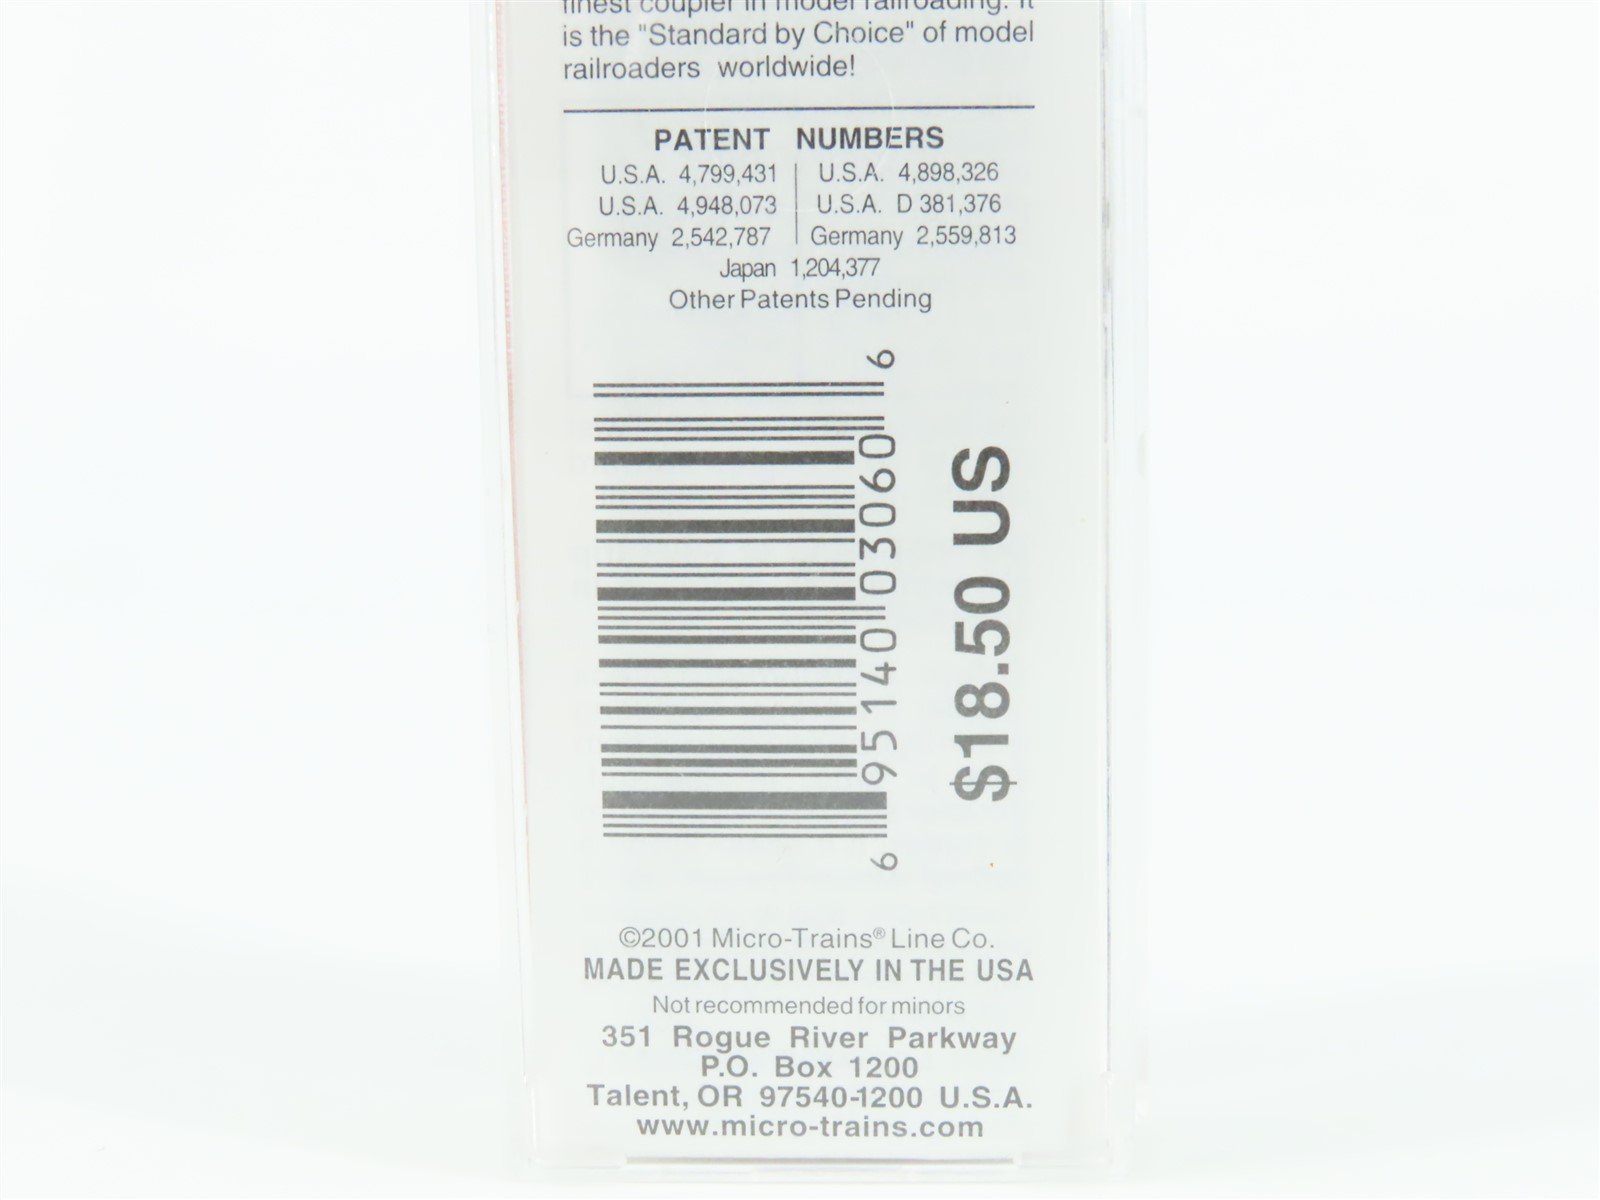 finest coupler in model railroading. It
is the "Standard by Choice" of model
railroaders worldwide!
PATENT NUMBERS
U.S.A. 4,799,431 U.S.A. 4,898,326
U.S.A. 4,948,073 U.S.A. D 381,376
Germany 2,542,787 Germany 2,559,813
Japan 1,204,377
Other Patents Pending
6 95140 03060 6
$18.50 US
©2001 Micro-Trains® Line Co.
MADE EXCLUSIVELY IN THE USA
Not recommended for minors
351 Rogue River Parkway
P.O. Box 1200
Talent, OR 97540-1200 U.S.A.
www.micro-trains.com